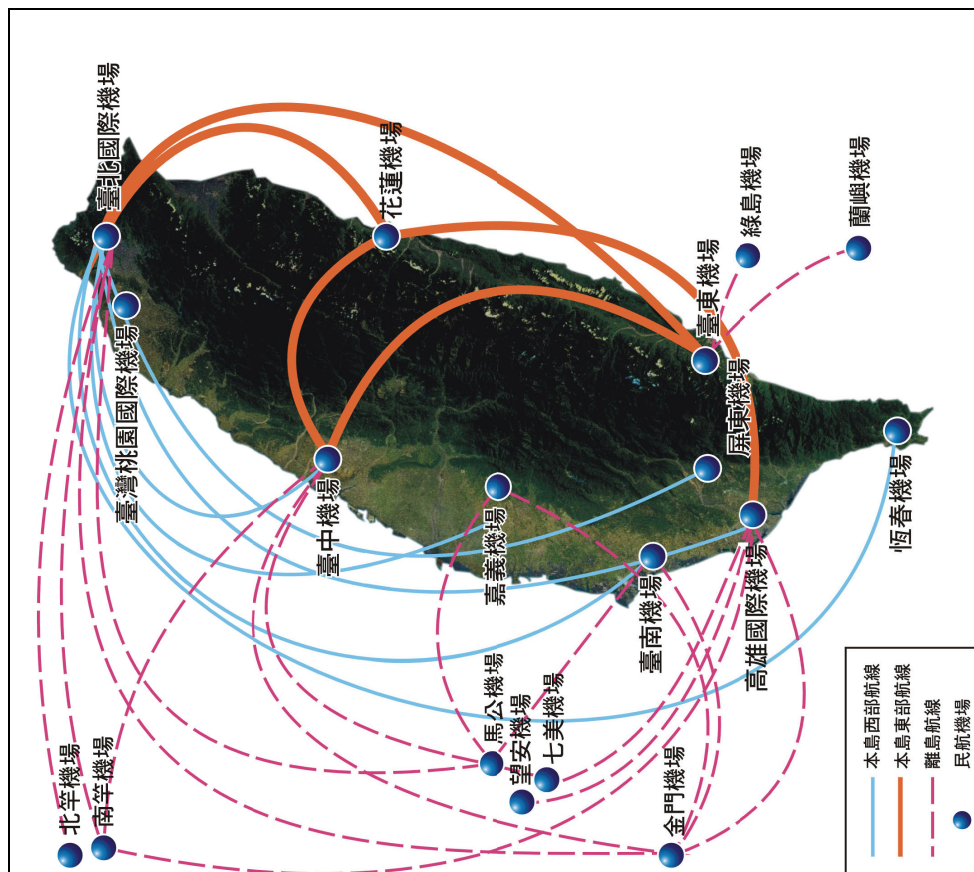 臺北國際機場
臺灣桃園國際機場
花蓮機場
臺中機場
嘉義機場
臺南機場
高雄國際機場
屏東機場
臺東機場
綠島機場
蘭嶼機場
恆春機場
馬公機場
望安機場
七美機場
金門機場
北竿機場
南竿機場
本島西部航線
本島東部航線
離島航線
民航機場